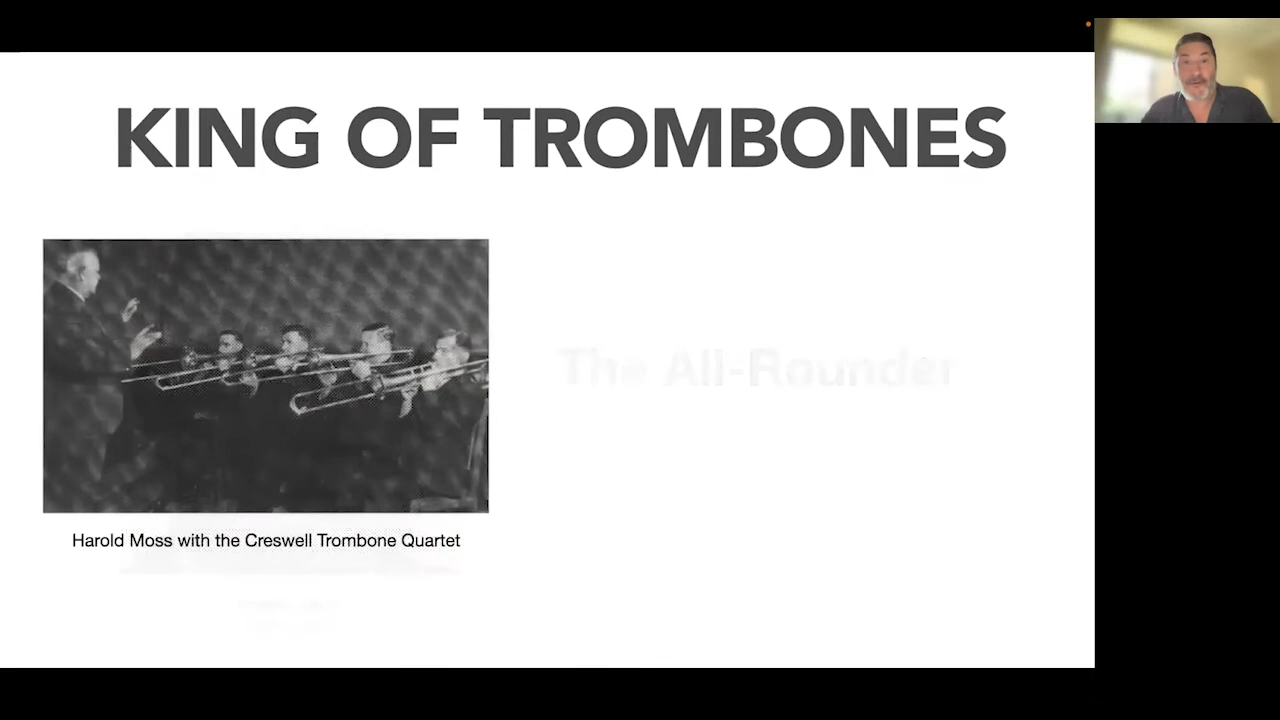 KING OF TROMBONES
The All-Rounder
Harold Moss with the Creswell Trombone Quartet